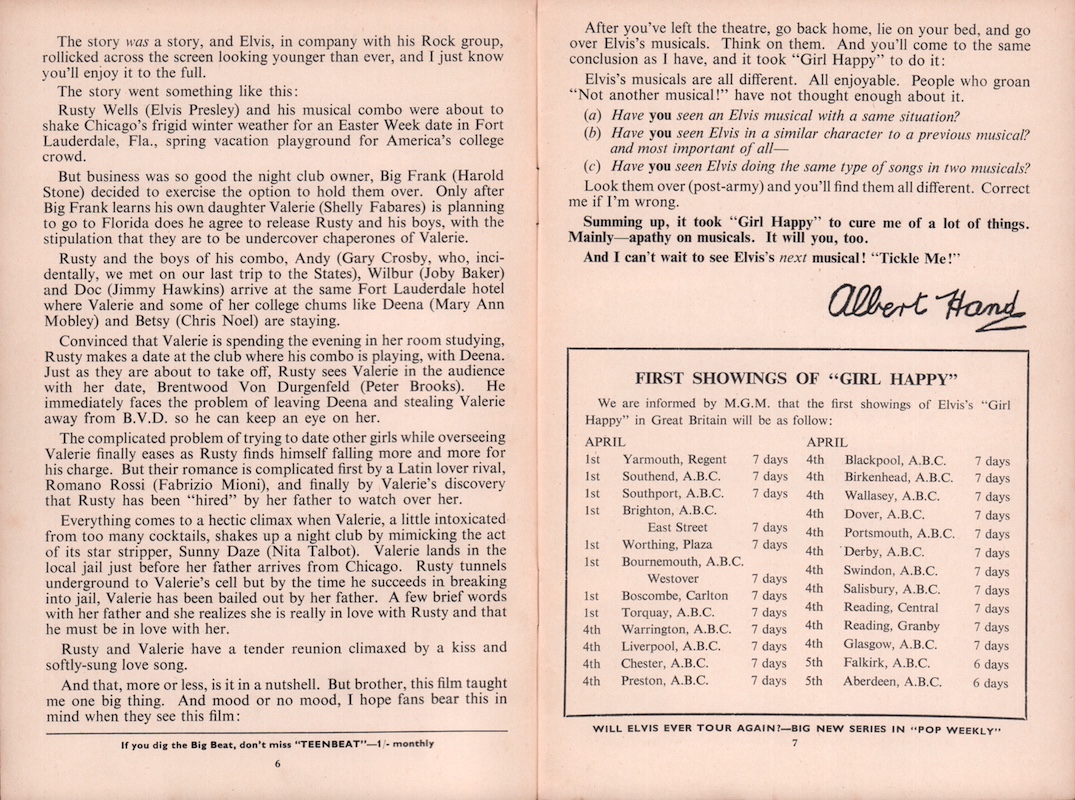 The story was a story, and Elvis, in company with his Rock group,
rollicked across the screen looking younger than ever, and I just know
you'll enjoy it to the full.
The story went something like this:
Rusty Wells (Elvis Presley) and his musical combo were about to
shake Chicago's frigid winter weather for an Easter Week date in Fort
Lauderdale, Fla., spring vacation playground for America's college
crowd.
But business was so good the night club owner, Big Frank (Harold
Stone) decided to exercise the option to hold them over. Only after
Big Frank learns his own daughter Valerie (Shelly Fabares) is planning
to go to Florida does he agree to release Rusty and his boys, with the
stipulation that they are to be undercover chaperones of Valerie.
Rusty and the boys of his combo, Andy (Gary Crosby, who, inci-
dentally, we met on our last trip to the States), Wilbur (Joby Baker)
and Doc (Jimmy Hawkins) arrive at the same Fort Lauderdale hotel
where Valerie and some of her college chums like Deena (Mary Ann
Mobley) and Betsy (Chris Noel) are staying.
Convinced that Valerie is spending the evening in her room studying,
Rusty makes a date at the club where his combo is playing, with Deena.
Just as they are about to take off, Rusty sees Valerie in the audience
with her date, Brentwood Von Durgenfeld (Peter Brooks). He
immediately faces the problem of leaving Deena and stealing Valerie
away from B.V.D. so he can keep an eye on her.
The complicated problem of trying to date other girls while overseeing
Valerie finally eases as Rusty finds himself falling more and more for
his charge. But their romance is complicated first by a Latin lover rival,
Romano Rossi (Fabrizio Mioni), and finally by Valerie's discovery
that Rusty has been "hired" by her father to watch over her.
Everything comes to a hectic climax when Valerie, a little intoxicated
from too many cocktails, shakes up a night club by mimicking the act
of its star stripper, Sunny Daze (Nita Talbot). Valerie lands in the
local jail just before her father arrives from Chicago. Rusty tunnels
underground to Valerie's cell but by the time he succeeds in breaking
into jail, Valerie has been bailed out by her father. A few brief words
with her father and she realizes she is really in love with Rusty and that
he must be in love with her.
Rusty and Valerie have a tender reunion climaxed by a kiss and
softly-sung love song.
And that, more or less, is it in a nutshell. But brother, this film taught
me one big thing. And mood or no mood, I hope fans bear this in
mind when they see this film:
If you dig the Big Beat, don't miss "TEENBEAT"—1/- monthly
6
After you've left the theatre, go back home, lie on your bed, and go
over Elvis's musicals. Think on them. And you'll come to the same
conclusion as I have, and it took "Girl Happy" to do it:
Elvis's musicals are all different. All enjoyable. People who groan
"Not another musical!" have not thought enough about it.
(a) Have you seen an Elvis musical with a same situation?
(b) Have you seen Elvis in a similar character to a previous musical?
and most important of all—
(c) Have you seen Elvis doing the same type of songs in two musicals?
Look them over (post-army) and you'll find them all different. Correct
me if I'm wrong.
Summing up, it took "Girl Happy" to cure me of a lot of things.
Mainly—apathy on musicals. It will you, too.
And I can't wait to see Elvis's next musical! "Tickle Me!"
Albert Hand
FIRST SHOWINGS OF "GIRL HAPPY"
We are informed by M.G.M. that the first showings of Elvis's "Girl
Happy" in Great Britain will be as follow:
APRIL
1st Yarmouth, Regent 7 days
1st Southend, A.B.C. 7 days
1st Southport, A.B.C. 7 days
1st Brighton, A.B.C.
East Street 7 days
1st Worthing, Plaza 7 days
1st Bournemouth, A.B.C.
Westover 7 days
1st Boscombe, Carlton 7 days
1st Torquay, A.B.C. 7 days
4th Warrington, A.B.C. 7 days
4th Liverpool, A.B.C. 7 days
4th Chester, A.B.C. 7 days
4th Preston, A.B.C. 7 days
APRIL
4th Blackpool, A.B.C. 7 days
4th Birkenhead, A.B.C. 7 days
4th Wallasey, A.B.C. 7 days
4th Dover, A.B.C. 7 days
4th Portsmouth, A.B.C. 7 days
4th Derby, A.B.C. 7 days
4th Swindon, A.B.C. 7 days
4th Salisbury, A.B.C. 7 days
4th Reading, Central 7 days
4th Reading, Granby 7 days
4th Glasgow, A.B.C. 7 days
5th Falkirk, A.B.C. 6 days
5th Aberdeen, A.B.C. 6 days
WILL ELVIS EVER TOUR AGAIN?—BIG NEW SERIES IN "POP WEEKLY"
7